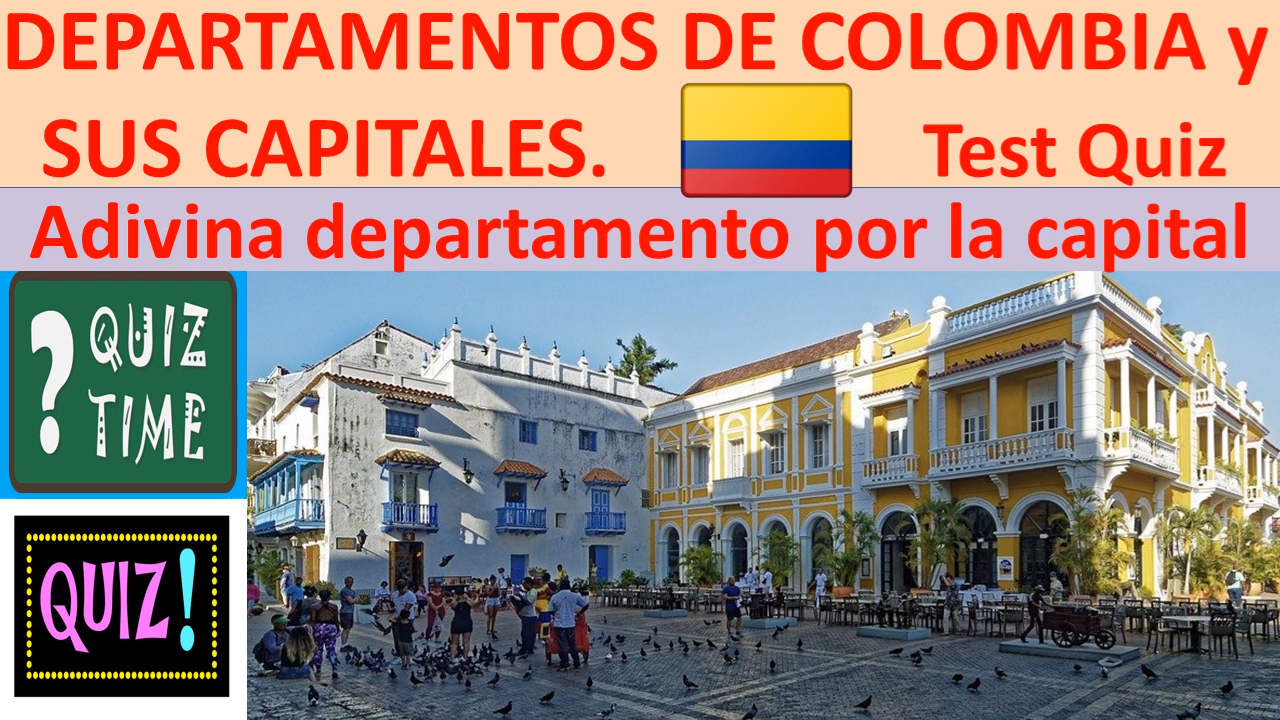 DEPARTAMENTOS DE COLOMBIA y
SUS CAPITALES. Test Quiz
Adivina departamento por la capital
? QUIZ
TIME
QUIZ!